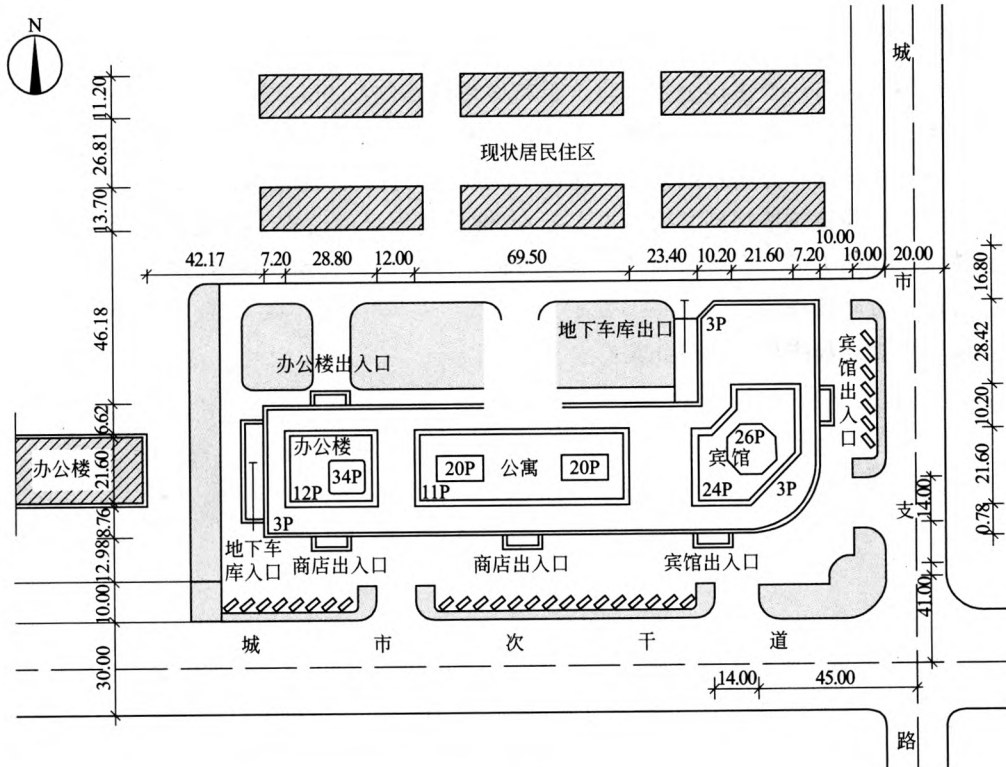 N
城
市
支
路
现状居民住区
11.20
26.81
13.70
46.18
6.62
21.60
8.76
12.98
10.00
30.00
42.17
7.20
28.80
12.00
69.50
23.40
10.20
21.60
7.20
10.00
10.00
20.00
16.80
28.42
10.20
21.60
0.78
14.00
41.00
地下车库出口
3P
办公楼出入口
宾馆出入口
办公楼
办公楼
34P
12P
3P
20P
公寓
20P
11P
26P
宾馆
24P
3P
地下车
库入口
商店出入口
商店出入口
宾馆出入口
城市次干道
14.00
45.00